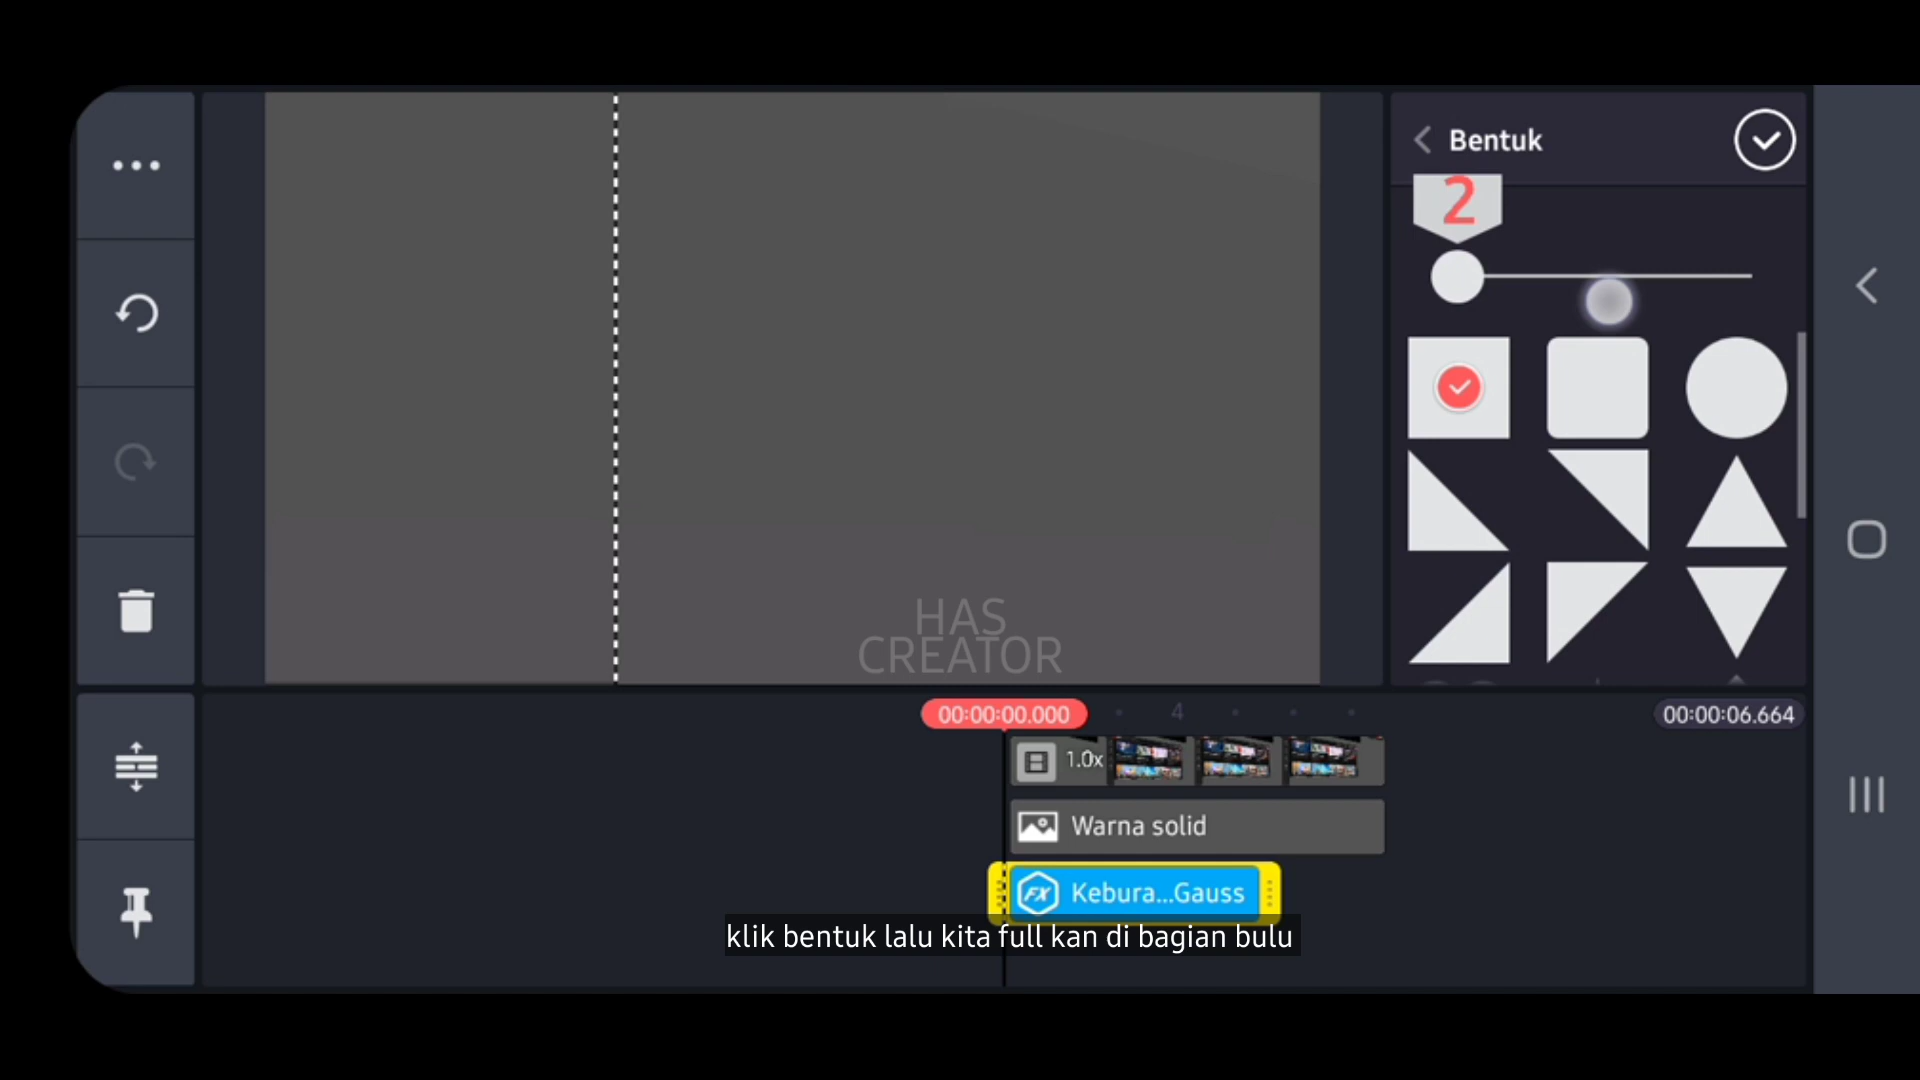 Bentuk
2
HAS
CREATOR
00:00:00.000
4
00:00:06.664
1.0x
Warna solid
FX
Kebura...Gauss
klik bentuk lalu kita full kan di bagian bulu